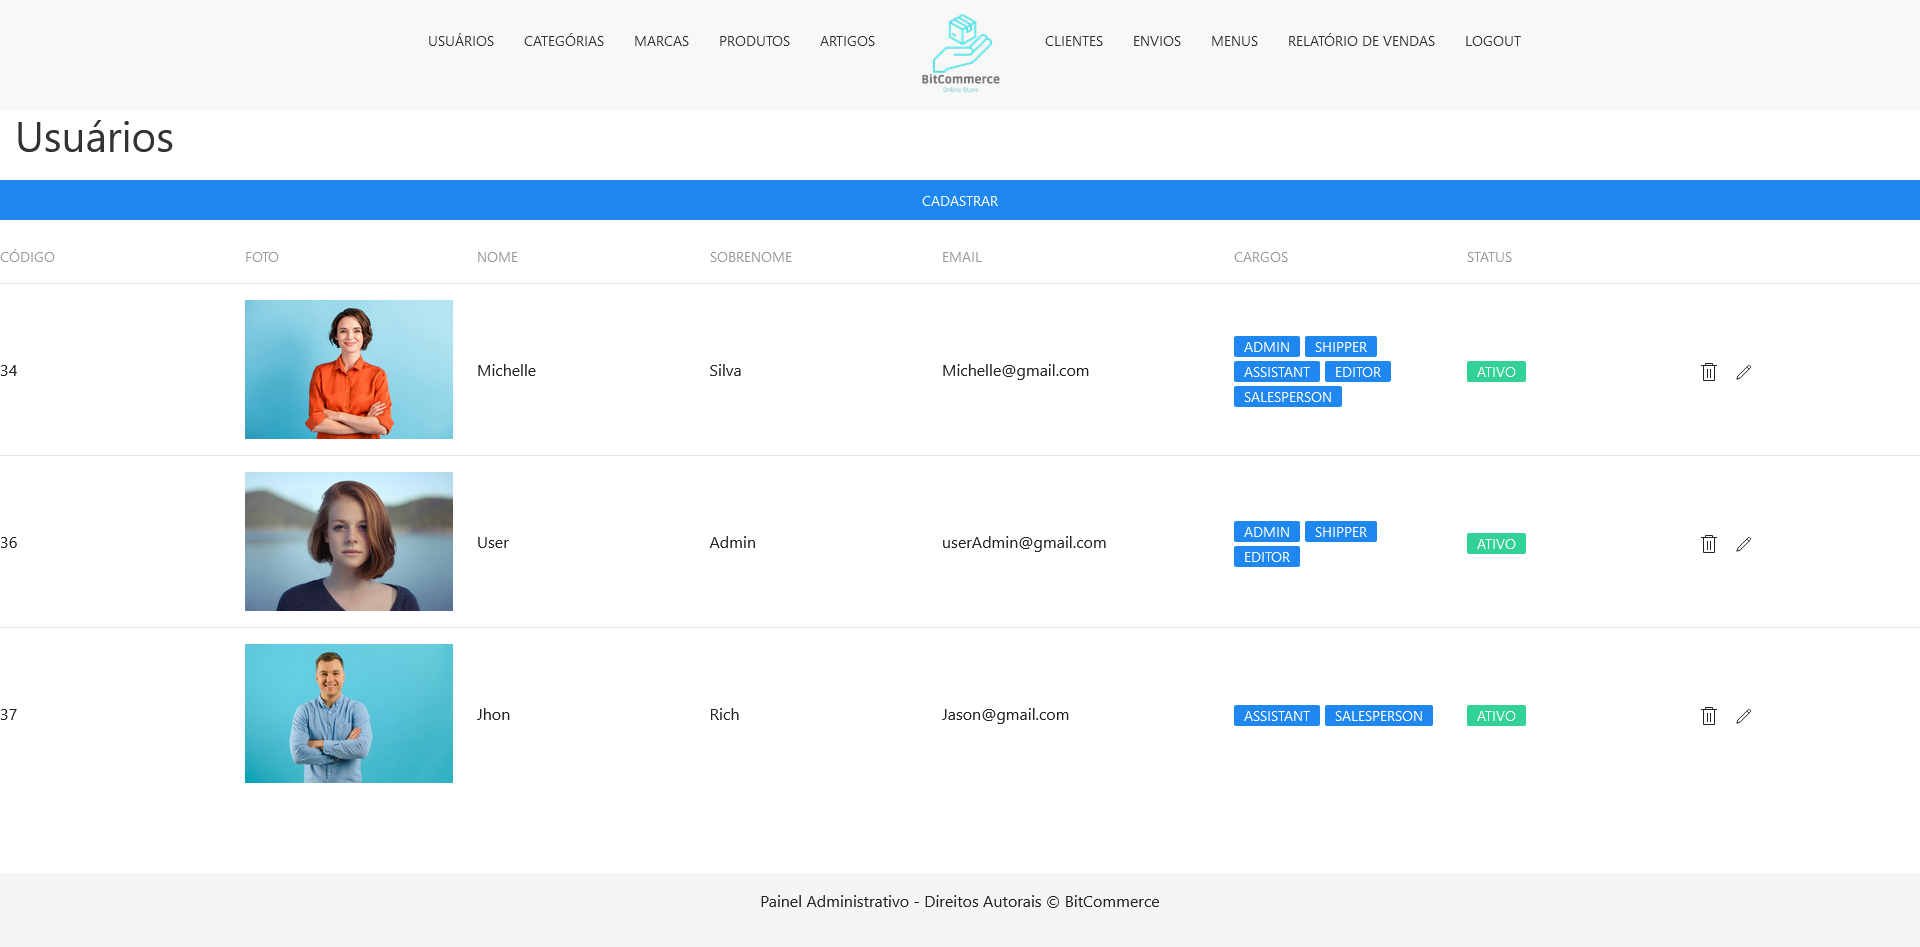 USUÁRIOS CATEGÓRIAS MARCAS PRODUTOS ARTIGOS CLIENTES ENVIOS MENUS RELATÓRIO DE VENDAS LOGOUT
BitCommerce
Online Store
Usuários
CADASTRAR
CÓDIGO FOTO NOME SOBRENOME EMAIL CARGOS STATUS
34 Michelle Silva Michelle@gmail.com ADMIN SHIPPER
ASSISTANT EDITOR
SALESPERSON
ATIVO
36 User Admin userAdmin@gmail.com ADMIN SHIPPER
EDITOR
ATIVO
37 Jhon Rich Jason@gmail.com ASSISTANT SALESPERSON ATIVO
Painel Administrativo - Direitos Autorais © BitCommerce